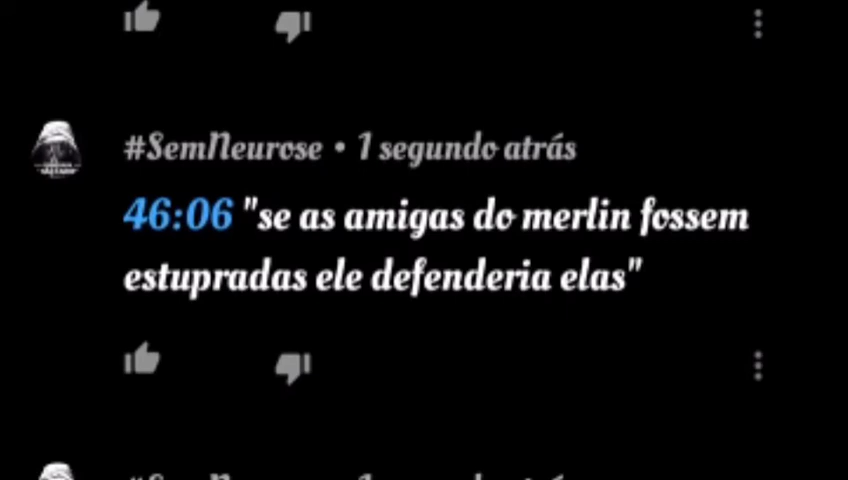 #SemNeurose • 1 segundo atrás
46:06 "se as amigas do merlin fossem
estupradas ele defenderia elas"